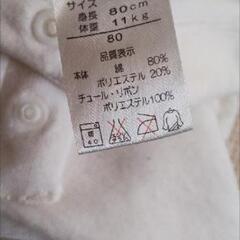 サイズ
身長 80cm
体重 11kg
80
品質表示
本体 綿 80%
ポリエステル 20%
チュール・リボン
ポリエステル100%
40